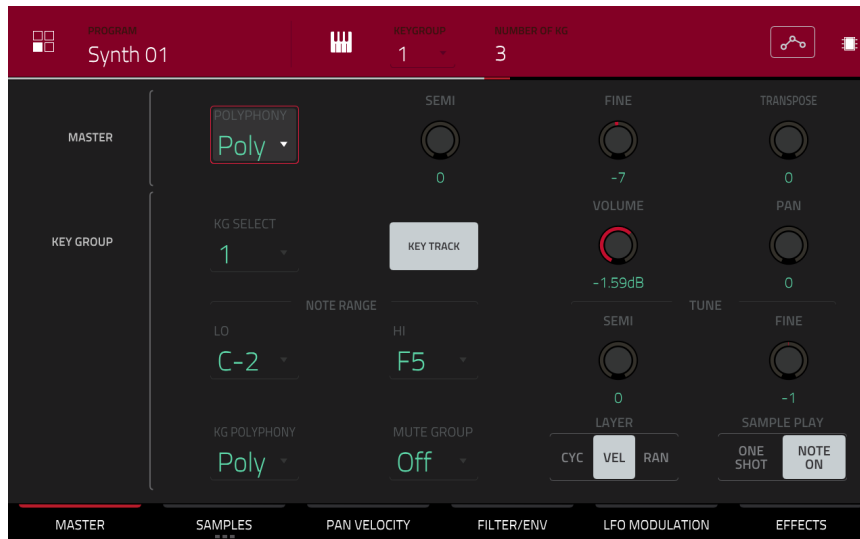 PROGRAM KEYGROUP NUMBER OF KG
Synth 01 1 3
POLYPHONY SEMI FINE TRANSPOSE
MASTER Poly
0 -7 0
VOLUME PAN
KEY GROUP KG SELECT KEY TRACK
1
-1.59dB 0
NOTE RANGE TUNE
LO HI SEMI FINE
C-2 F5
0 -1
KG POLYPHONY MUTE GROUP LAYER SAMPLE PLAY
Poly Off CYC VEL RAN ONE SHOT NOTE ON
MASTER SAMPLES PAN VELOCITY FILTER/ENV LFO MODULATION EFFECTS